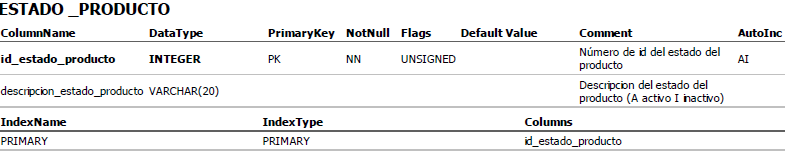 ESTADO _PRODUCTO
ColumnName DataType PrimaryKey NotNull Flags Default Value Comment AutoInc
id_estado_producto INTEGER PK NN UNSIGNED Número de id del estado del producto AI
descripcion_estado_producto VARCHAR(20) Descripcion del estado del producto (A activo I inactivo)
IndexName IndexType Columns
PRIMARY PRIMARY id_estado_producto